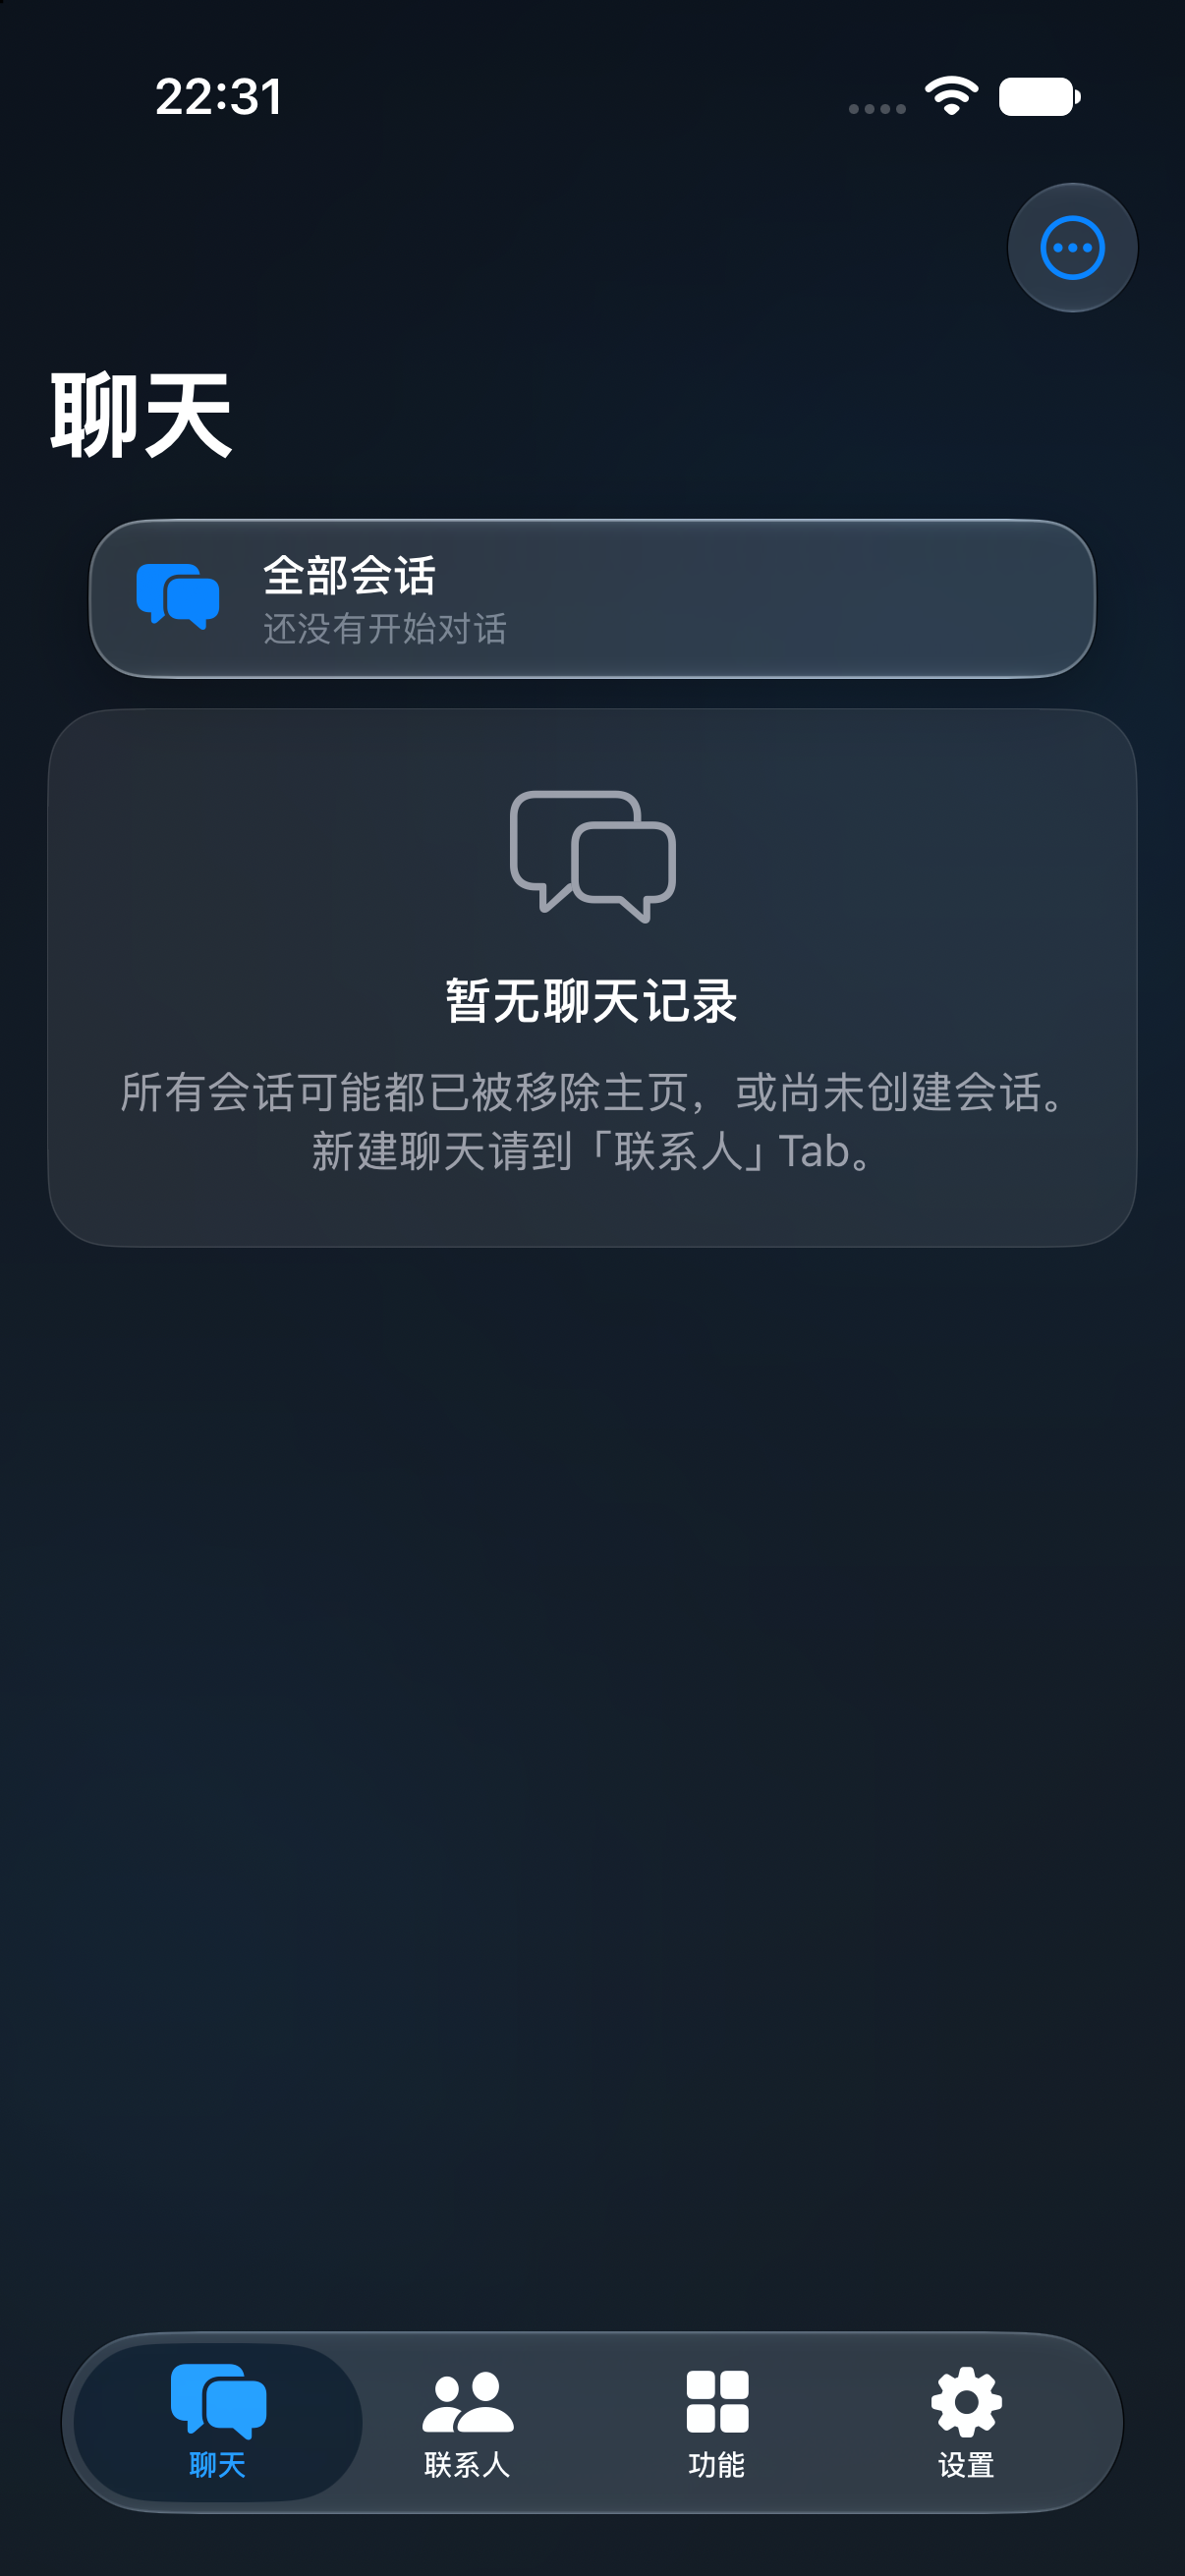 22:31
聊天
全部会话
还没有开始对话
暂无聊天记录
所有会话可能都已被移除主页，或尚未创建会话。
新建聊天请到「联系人」Tab。
聊天
联系人
功能
设置